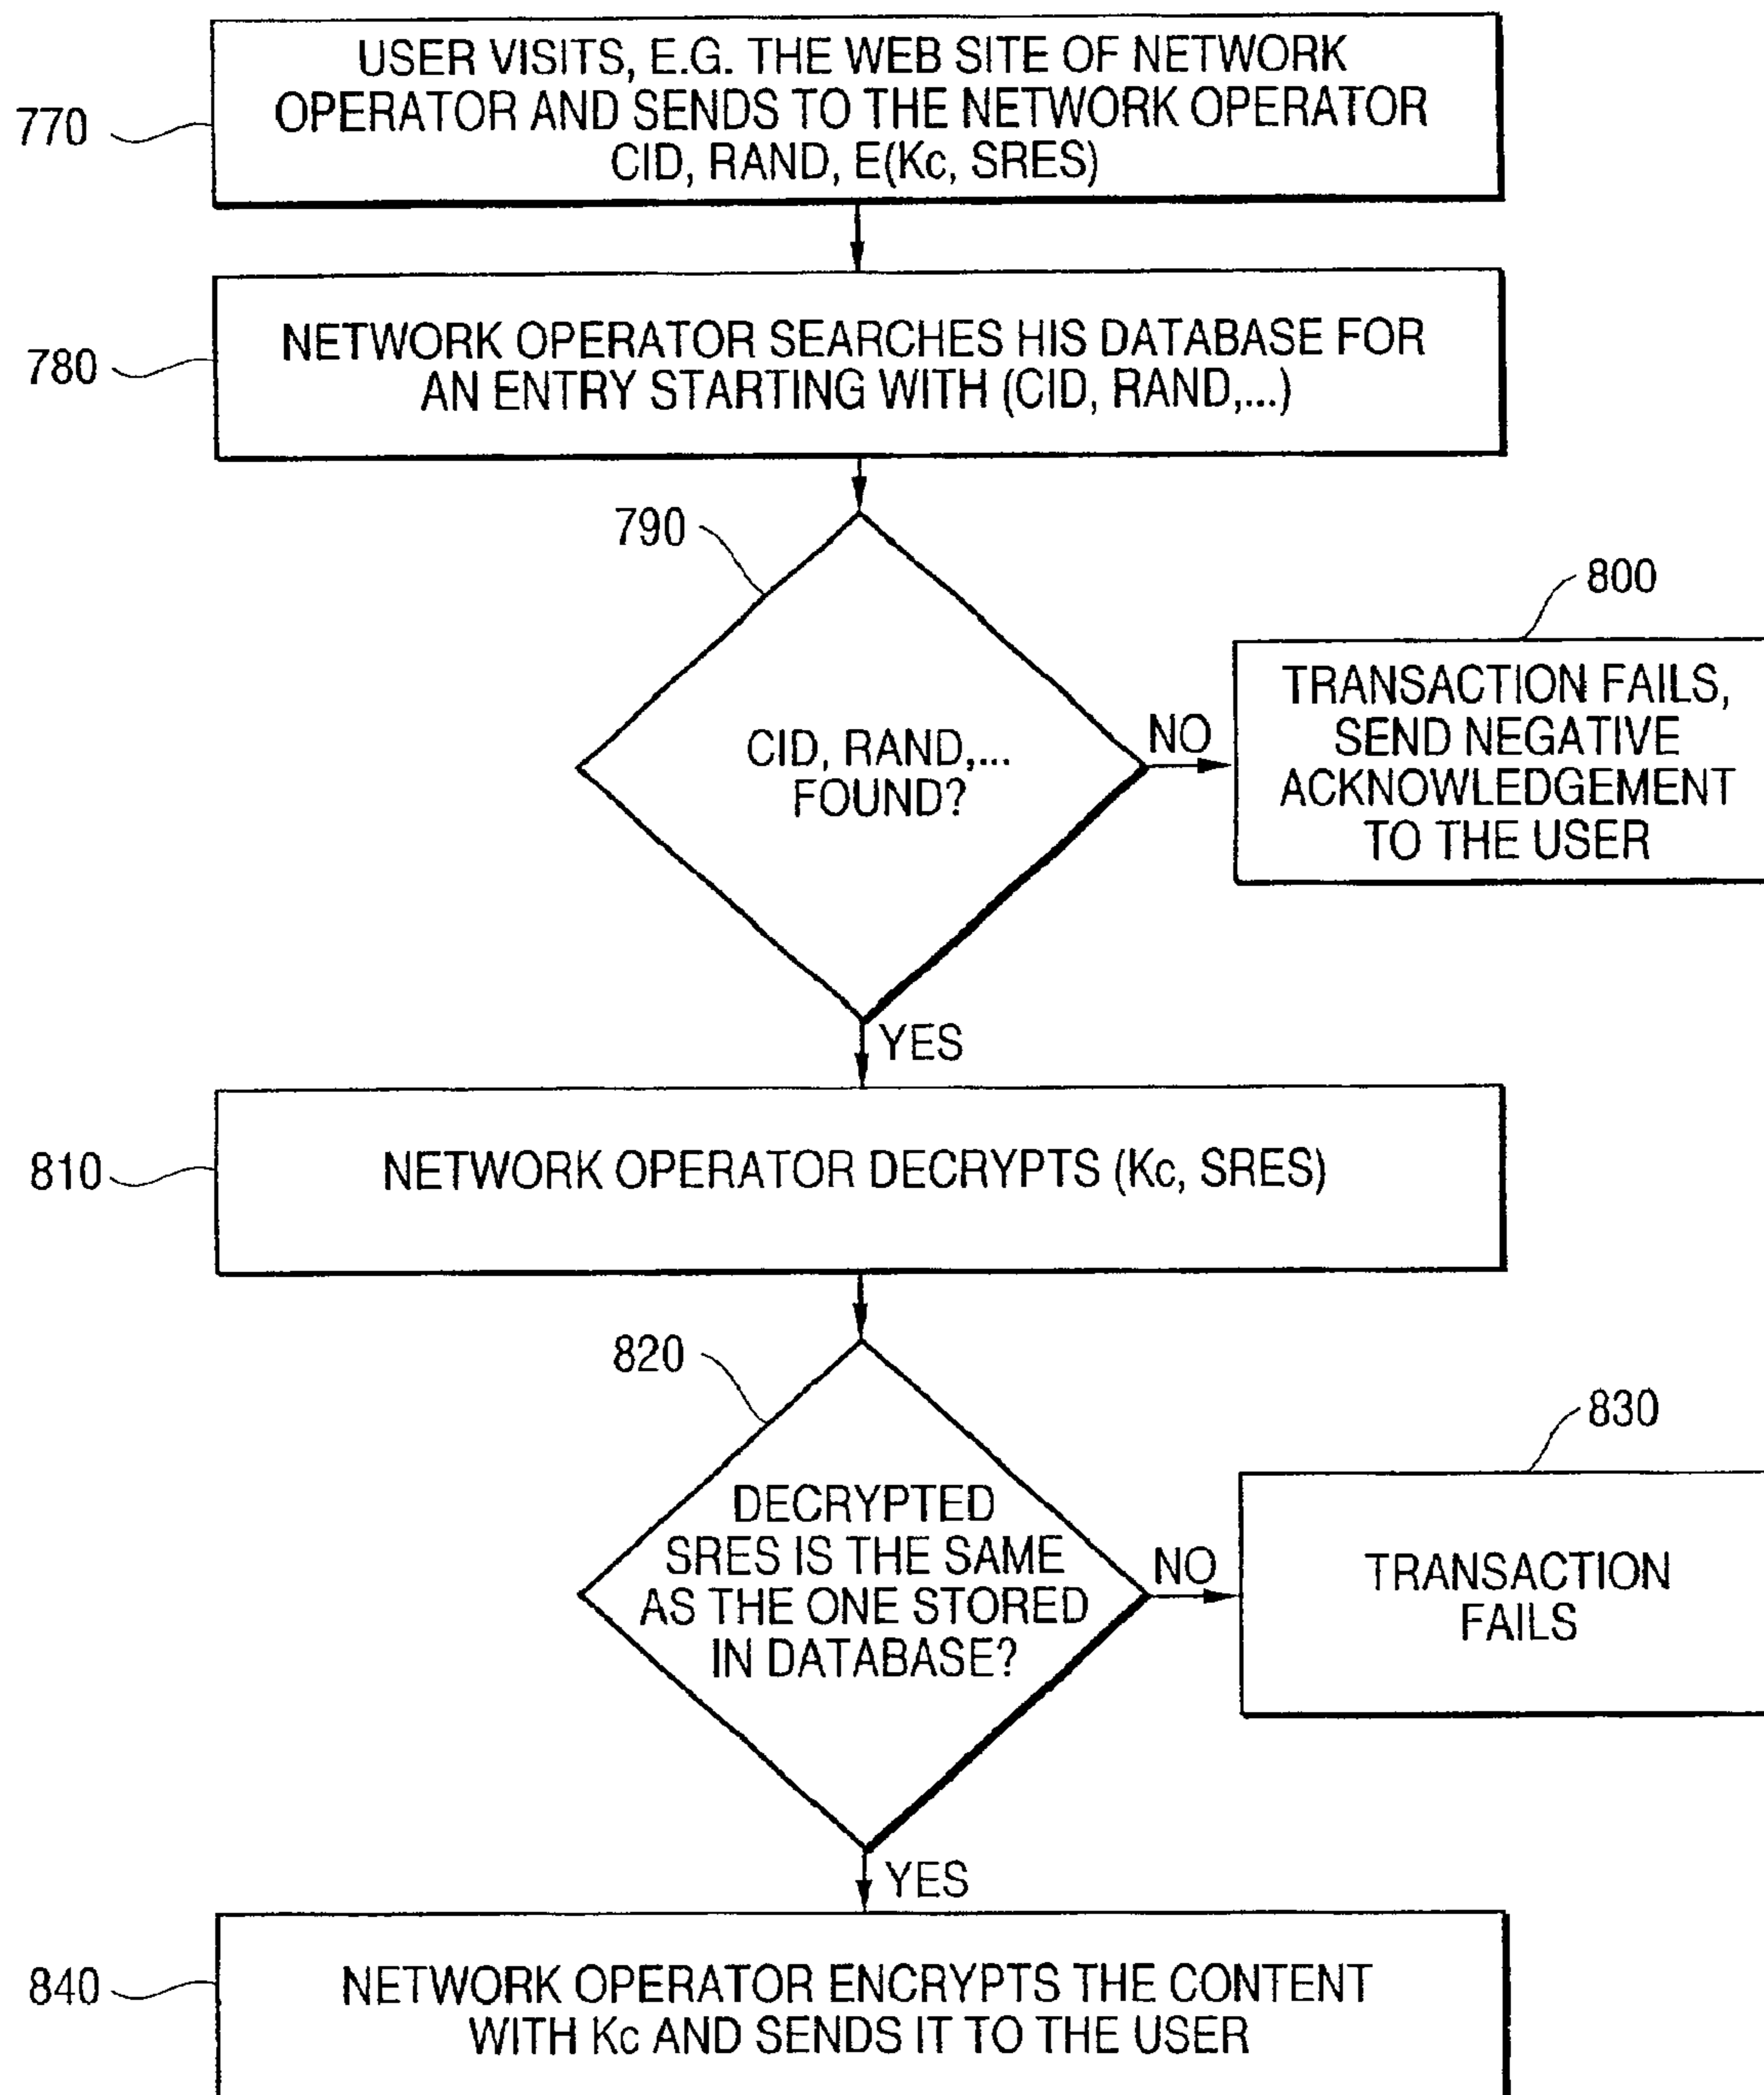 770
USER VISITS, E.G. THE WEB SITE OF NETWORK
OPERATOR AND SENDS TO THE NETWORK OPERATOR
CID, RAND, E(Kc, SRES)
780
NETWORK OPERATOR SEARCHES HIS DATABASE FOR
AN ENTRY STARTING WITH (CID, RAND,...)
790
CID, RAND,...
FOUND?
NO
800
TRANSACTION FAILS,
SEND NEGATIVE
ACKNOWLEDGEMENT
TO THE USER
YES
810
NETWORK OPERATOR DECRYPTS (Kc, SRES)
820
DECRYPTED
SRES IS THE SAME
AS THE ONE STORED
IN DATABASE?
NO
830
TRANSACTION
FAILS
YES
840
NETWORK OPERATOR ENCRYPTS THE CONTENT
WITH Kc AND SENDS IT TO THE USER